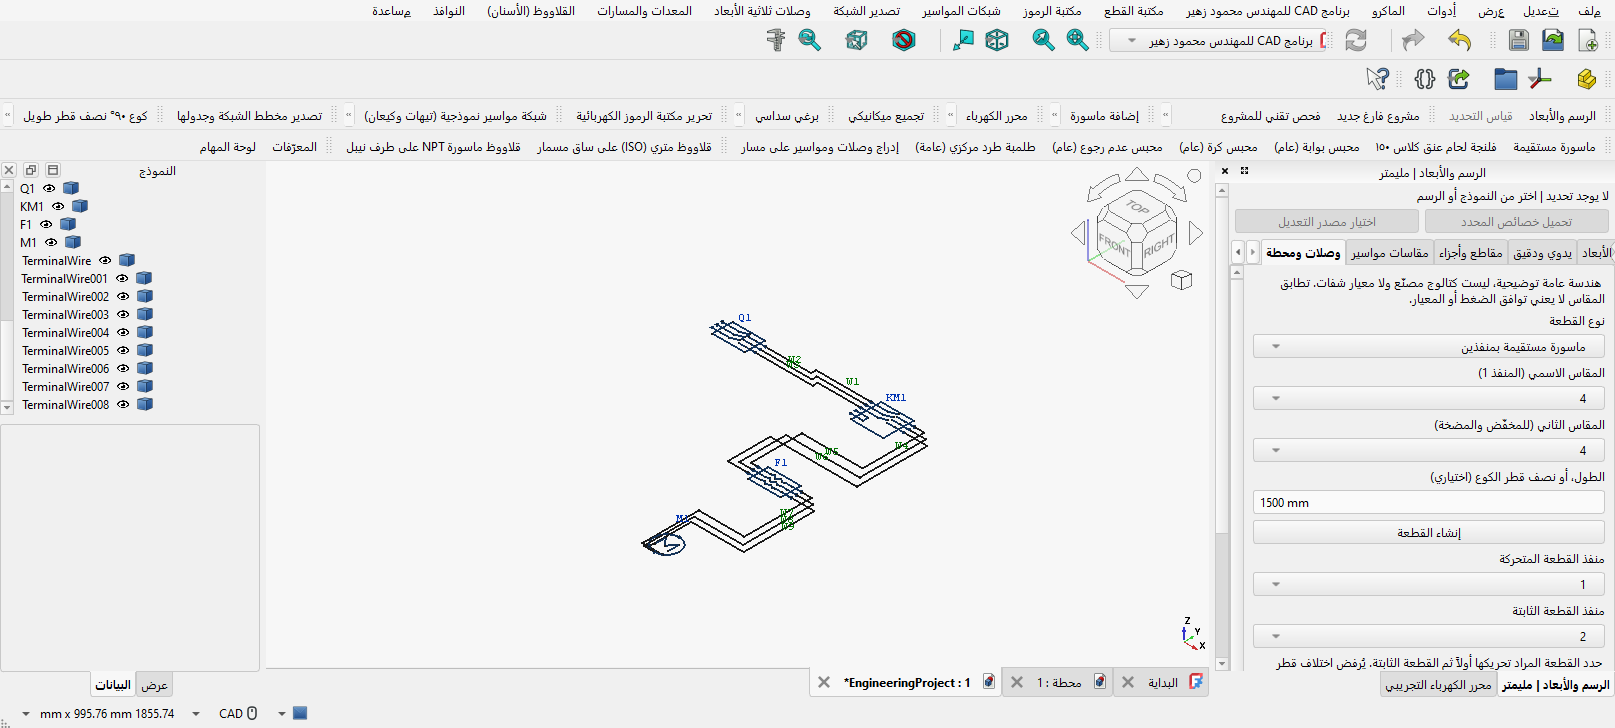 ملف تعديل عرض أدوات الماكرو برنامج CAD للمهندس محمود زهير مكتبة القطع مكتبة الرموز شبكات المواسير تصدير الشبكة وصلات ثلاثية الأبعاد المعدات والمسارات القلاووظ (الأسنان) النوافذ مساعدة
برنامج CAD للمهندس محمود زهير
الرسم والأبعاد قياس التحديد مشروع فارغ جديد فحص تقني للمشروع إضافة ماسورة محرر الكهرباء تجميع ميكانيكي برغي سداسي تحرير مكتبة الرموز الكهربائية شبكة مواسير نموذجية (تيهات وكيعان) تصدير مخطط الشبكة وجدولها كوع ٩٠° نصف قطر طويل
ماسورة مستقيمة فلنجة لحام عنق كلاس ١٥٠ محبس بوابة (عام) محبس كرة (عام) محبس عدم رجوع (عام) طلمبة طرد مركزي (عامة) إدراج وصلات ومواسير على مسار قلاووظ متري (ISO) على ساق مسمار قلاووظ ماسورة NPT على طرف نيبل المعرّفات لوحة المهام
النموذج
Q1
KM1
F1
M1
TerminalWire
TerminalWire001
TerminalWire002
TerminalWire003
TerminalWire004
TerminalWire005
TerminalWire006
TerminalWire007
TerminalWire008
عرض البيانات
TOP
FRONT
RIGHT
Q1
W2
W1
KM1
W4
W5
W6
F1
W7
W8
W9
M1
Z
Y
X
الرسم والأبعاد | مليمتر
لا يوجد تحديد | اختر من النموذج أو الرسم
تحميل خصائص المحدد اختيار مصدر التعديل
الأبعاد يدوي ودقيق مقاطع وأجزاء مقاسات مواسير وصلات ومحطة
هندسة عامة توضيحية، ليست كتالوج مصنّع ولا معيار شفات. تطابق
المقاس لا يعني توافق الضغط أو المعيار.
نوع القطعة
ماسورة مستقيمة بمنفذين
المقاس الاسمي (المنفذ 1)
4
المقاس الثاني (للمخفّض والمضخة)
4
الطول، أو نصف قطر الكوع (اختياري)
1500 mm
إنشاء القطعة
منفذ القطعة المتحركة
1
منفذ القطعة الثابتة
2
حدد القطعة المراد تحريكها أولاً ثم القطعة الثابتة. يُرفض اختلاف قطر
الرسم والأبعاد | مليمتر محرر الكهرباء التجريبي
البداية محطة : 1 EngineeringProject : 1*
mm x 995.76 mm 1855.74 CAD